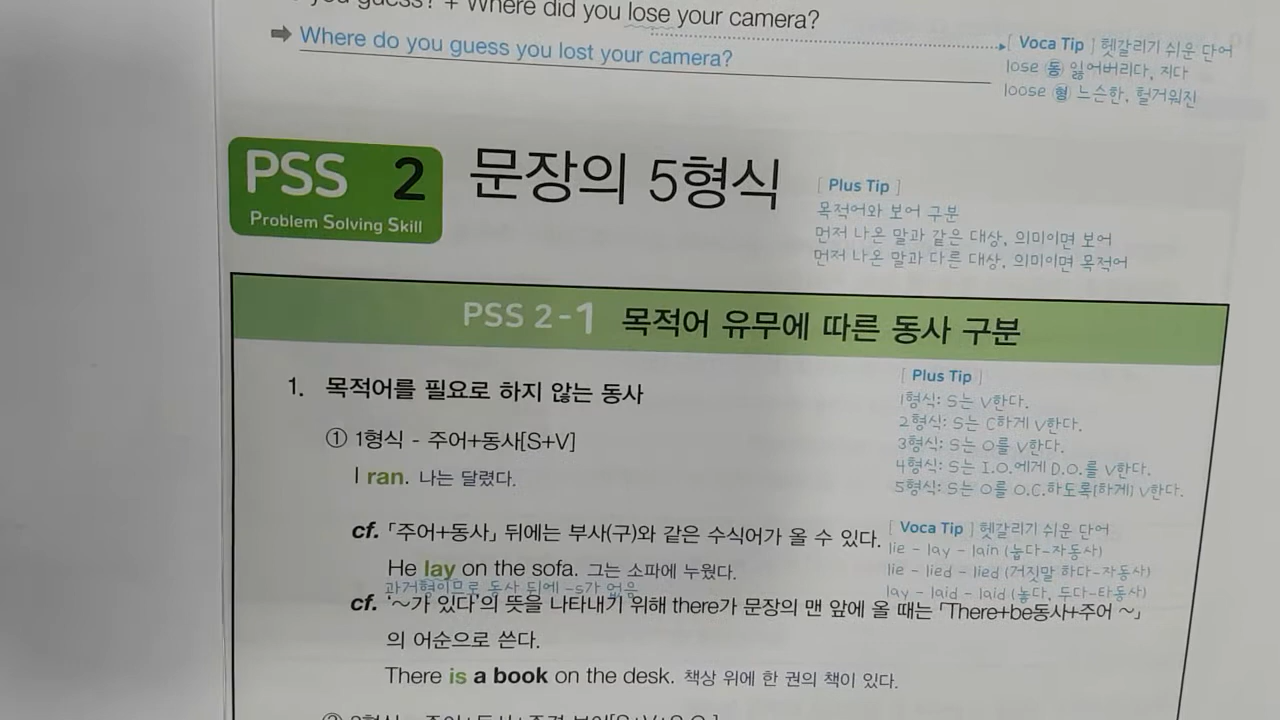 you guess? + Where did you lose your camera?
➡ Where do you guess you lost your camera?
[ Voca Tip ] 헷갈리기 쉬운 단어
lose 동 잃어버리다, 지다
loose 형 느슨한, 헐거워진
PSS 2
Problem Solving Skill
문장의 5형식
[ Plus Tip ]
목적어와 보어 구분
먼저 나온 말과 같은 대상, 의미이면 보어
먼저 나온 말과 다른 대상, 의미이면 목적어
PSS 2-1 목적어 유무에 따른 동사 구분
1. 목적어를 필요로 하지 않는 동사
① 1형식 - 주어+동사[S+V]
I ran. 나는 달렸다.
[ Plus Tip ]
1형식: S는 V한다.
2형식: S는 C하게 V한다.
3형식: S는 O를 V한다.
4형식: S는 I.O.에게 D.O.를 V한다.
5형식: S는 O를 O.C.하도록(하게) V한다.
cf. 「주어+동사」 뒤에는 부사(구)와 같은 수식어가 올 수 있다.
He lay on the sofa. 그는 소파에 누웠다.
과거형이므로 동사 뒤에 -s가 없음
[ Voca Tip ] 헷갈리기 쉬운 단어
lie - lay - lain (눕다-자동사)
lie - lied - lied (거짓말 하다-자동사)
lay - laid - laid (놓다, 두다-타동사)
cf. '~가 있다'의 뜻을 나타내기 위해 there가 문장의 맨 앞에 올 때는 「There+be동사+주어 ~」
의 어순으로 쓴다.
There is a book on the desk. 책상 위에 한 권의 책이 있다.